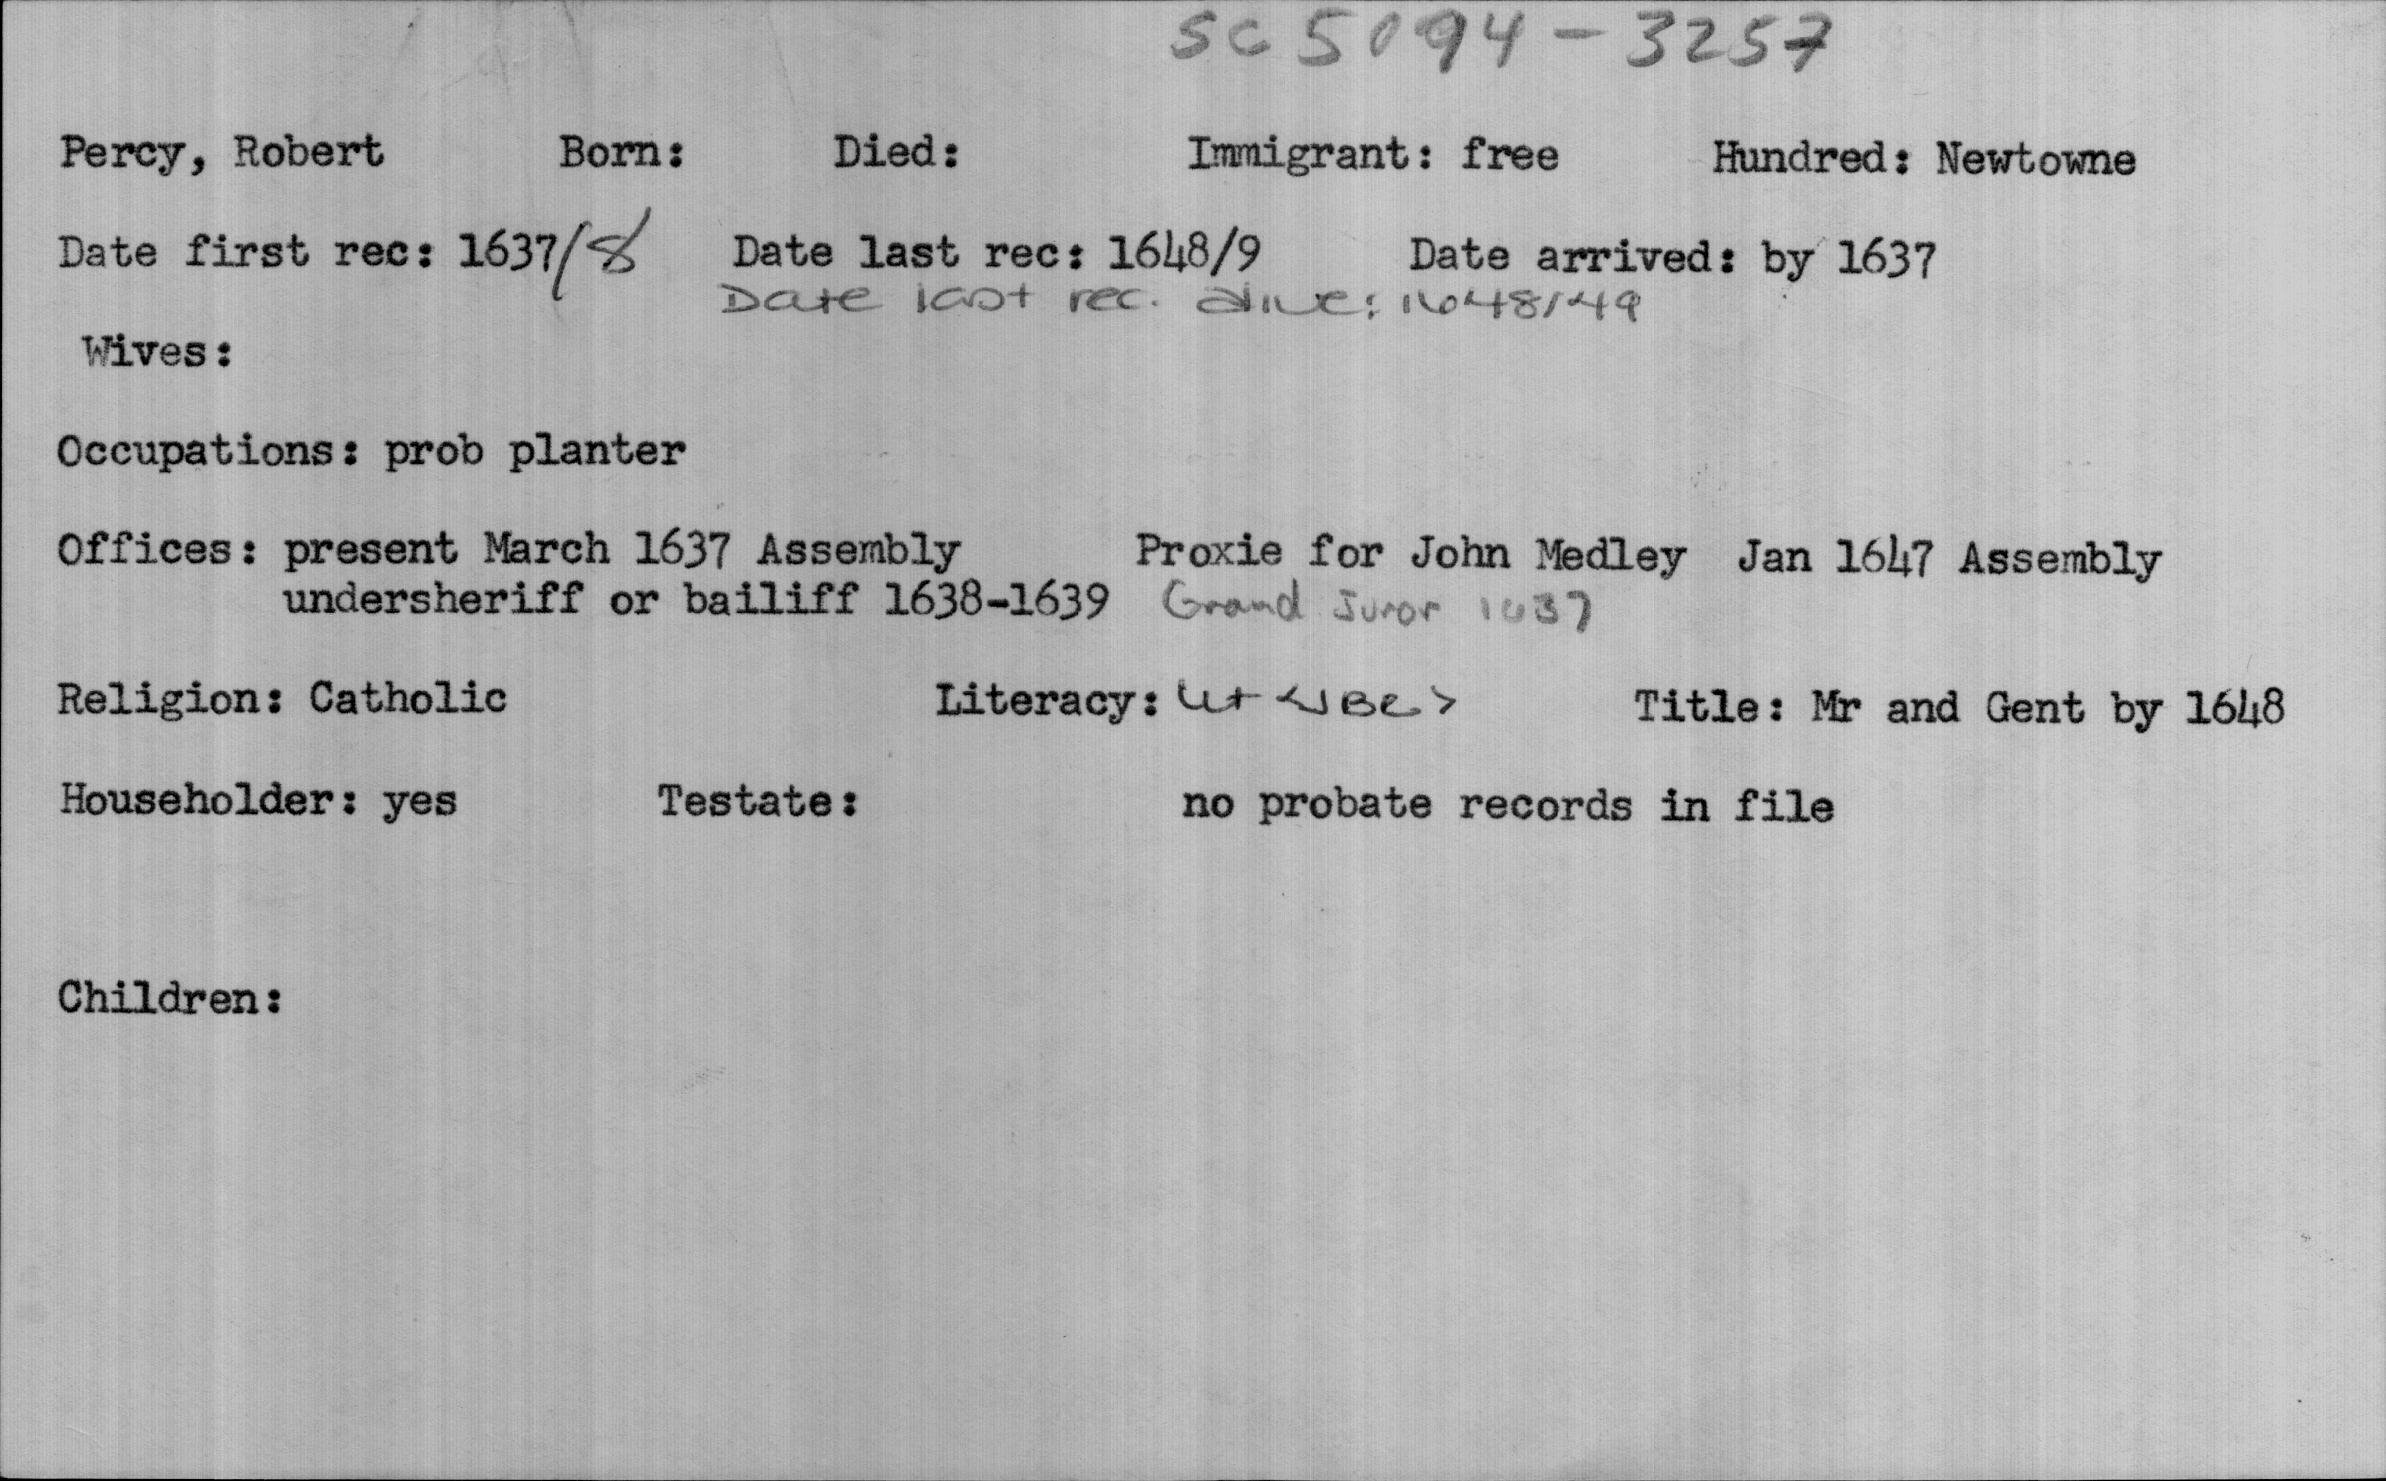 SC 5094-3257
Percy, Robert Born: Died: Immigrant: free Hundred: Newtowne
Date first rec: 1637/8 Date last rec: 1648/9 Date arrived: by 1637
Date last rec. alive: 1648/49
Wives:
Occupations: prob planter
Offices: present March 1637 Assembly Proxie for John Medley Jan 1647 Assembly
undersheriff or bailiff 1638-1639 Grand Juror 1637
Religion: Catholic Literacy: Title: Mr and Gent by 1648
Householder: yes Testate: no probate records in file
Children: